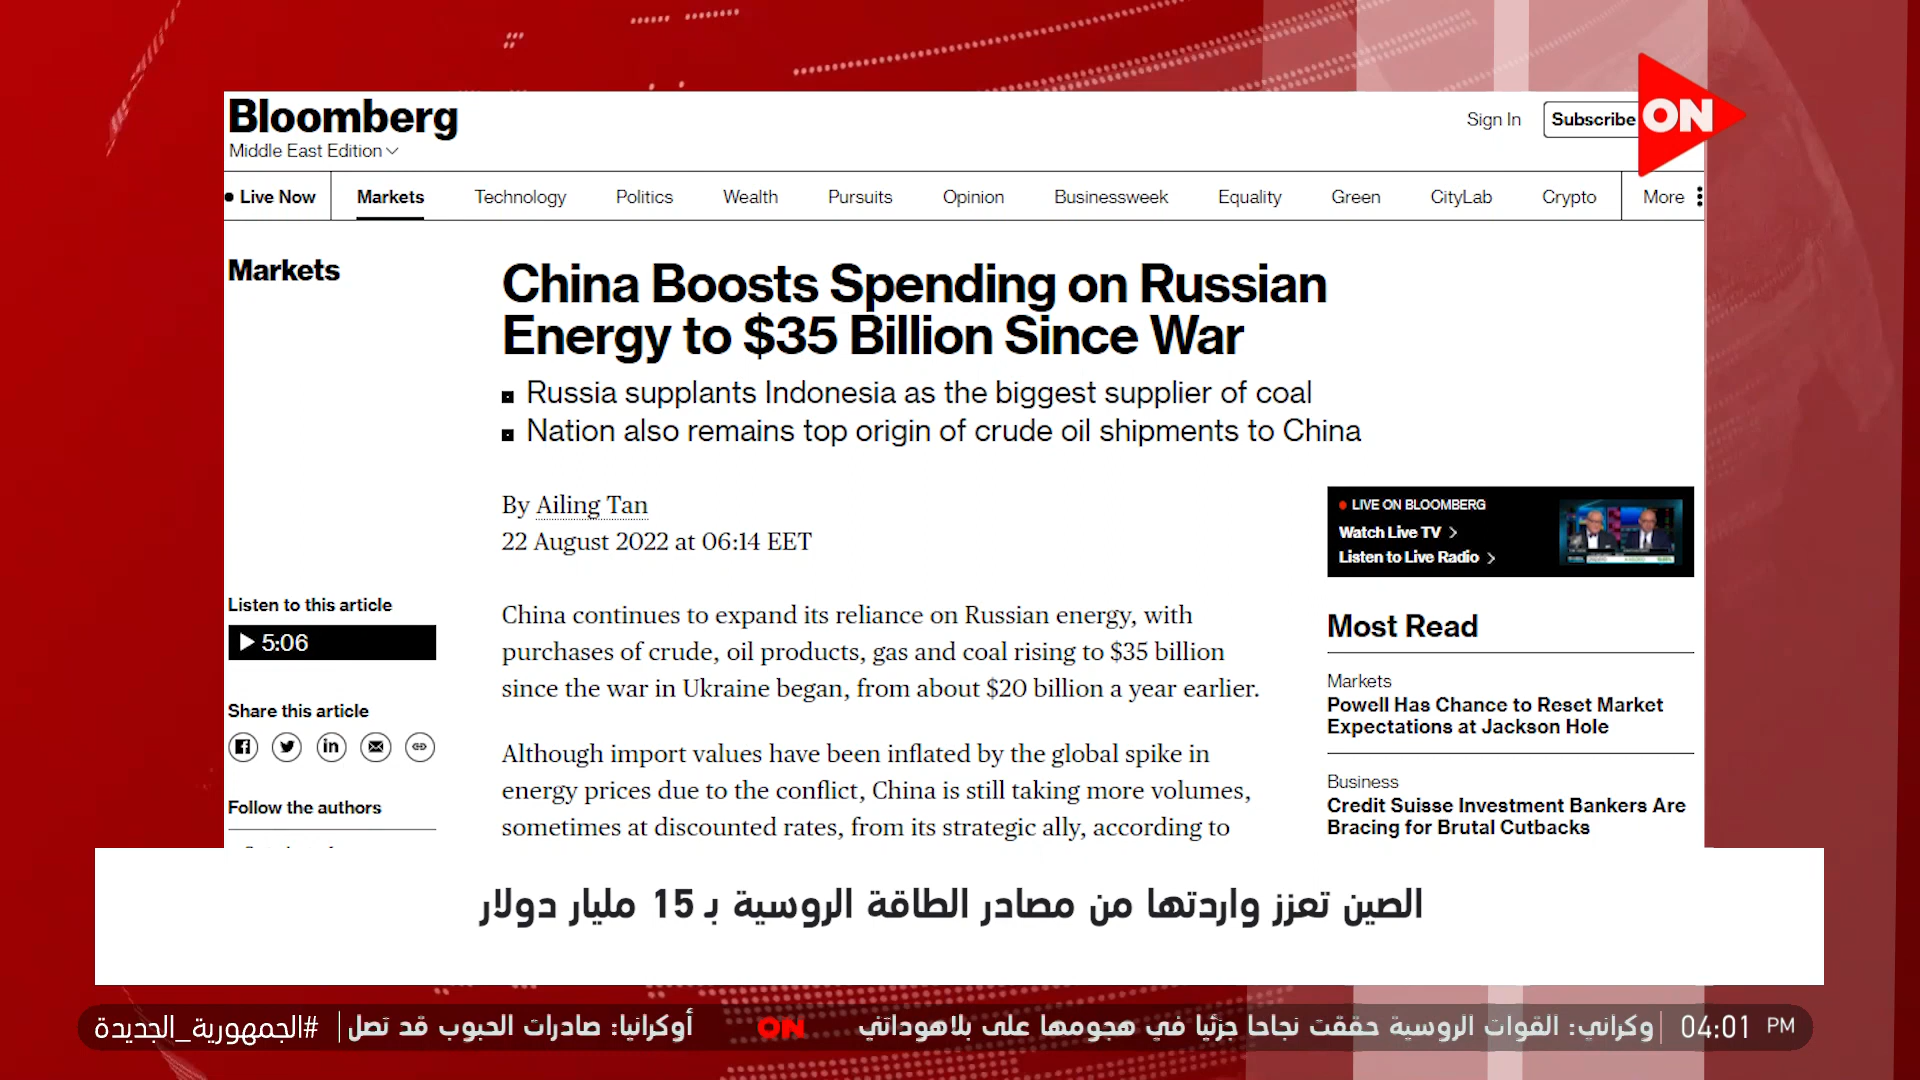 Bloomberg
Middle East Edition
Sign In
Subscribe
ON
Live Now
Markets
Technology
Politics
Wealth
Pursuits
Opinion
Businessweek
Equality
Green
CityLab
Crypto
More
Markets
China Boosts Spending on Russian
Energy to $35 Billion Since War
Russia supplants Indonesia as the biggest supplier of coal
Nation also remains top origin of crude oil shipments to China
By Ailing Tan
22 August 2022 at 06:14 EET
LIVE ON BLOOMBERG
Watch Live TV >
Listen to Live Radio >
Listen to this article
5:06
Share this article
Follow the authors
China continues to expand its reliance on Russian energy, with
purchases of crude, oil products, gas and coal rising to $35 billion
since the war in Ukraine began, from about $20 billion a year earlier.
Although import values have been inflated by the global spike in
energy prices due to the conflict, China is still taking more volumes,
sometimes at discounted rates, from its strategic ally, according to
Most Read
Markets
Powell Has Chance to Reset Market
Expectations at Jackson Hole
Business
Credit Suisse Investment Bankers Are
Bracing for Brutal Cutbacks
الصين تعزز واردتها من مصادر الطاقة الروسية بـ 15 مليار دولار
04:01 PM
وكراني: القوات الروسية حققت نجاحا جزئيا في هجومها على بلاهوداتني
ON
أوكرانيا: صادرات الحبوب قد تصل
#الجمهورية_الجديدة